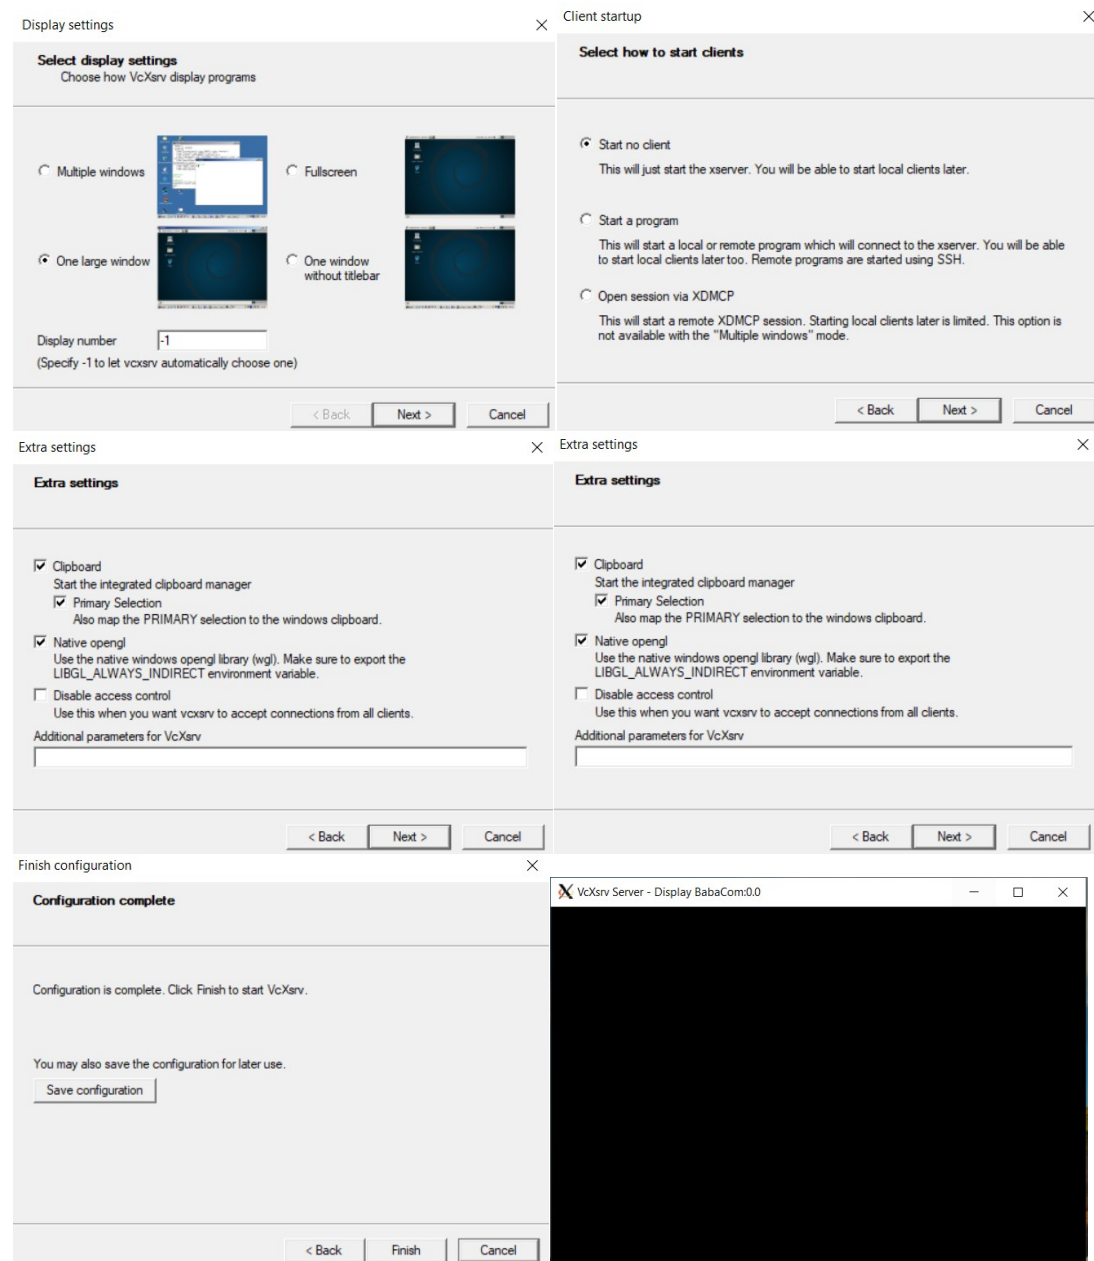 Display settings
Select display settings
Choose how VcXsrv display programs
Multiple windows
Fullscreen
One large window
One window
without titlebar
Display number
-1
(Specify -1 to let vcxsrv automatically choose one)
< Back
Next >
Cancel
Client startup
Select how to start clients
Start no client
This will just start the xserver. You will be able to start local clients later.
Start a program
This will start a local or remote program which will connect to the xserver. You will be able
to start local clients later too. Remote programs are started using SSH.
Open session via XDMCP
This will start a remote XDMCP session. Starting local clients later is limited. This option is
not available with the "Multiple windows" mode.
< Back
Next >
Cancel
Extra settings
Extra settings
Clipboard
Start the integrated clipboard manager
Primary Selection
Also map the PRIMARY selection to the windows clipboard.
Native opengl
Use the native windows opengl library (wgl). Make sure to export the
LIBGL_ALWAYS_INDIRECT environment variable.
Disable access control
Use this when you want vcxsrv to accept connections from all clients.
Additional parameters for VcXsrv
< Back
Next >
Cancel
Extra settings
Extra settings
Clipboard
Start the integrated clipboard manager
Primary Selection
Also map the PRIMARY selection to the windows clipboard.
Native opengl
Use the native windows opengl library (wgl). Make sure to export the
LIBGL_ALWAYS_INDIRECT environment variable.
Disable access control
Use this when you want vcxsrv to accept connections from all clients.
Additional parameters for VcXsrv
< Back
Next >
Cancel
Finish configuration
Configuration complete
Configuration is complete. Click Finish to start VcXsrv.
You may also save the configuration for later use.
Save configuration
< Back
Finish
Cancel
VcXsrv Server - Display BabaCom:0.0